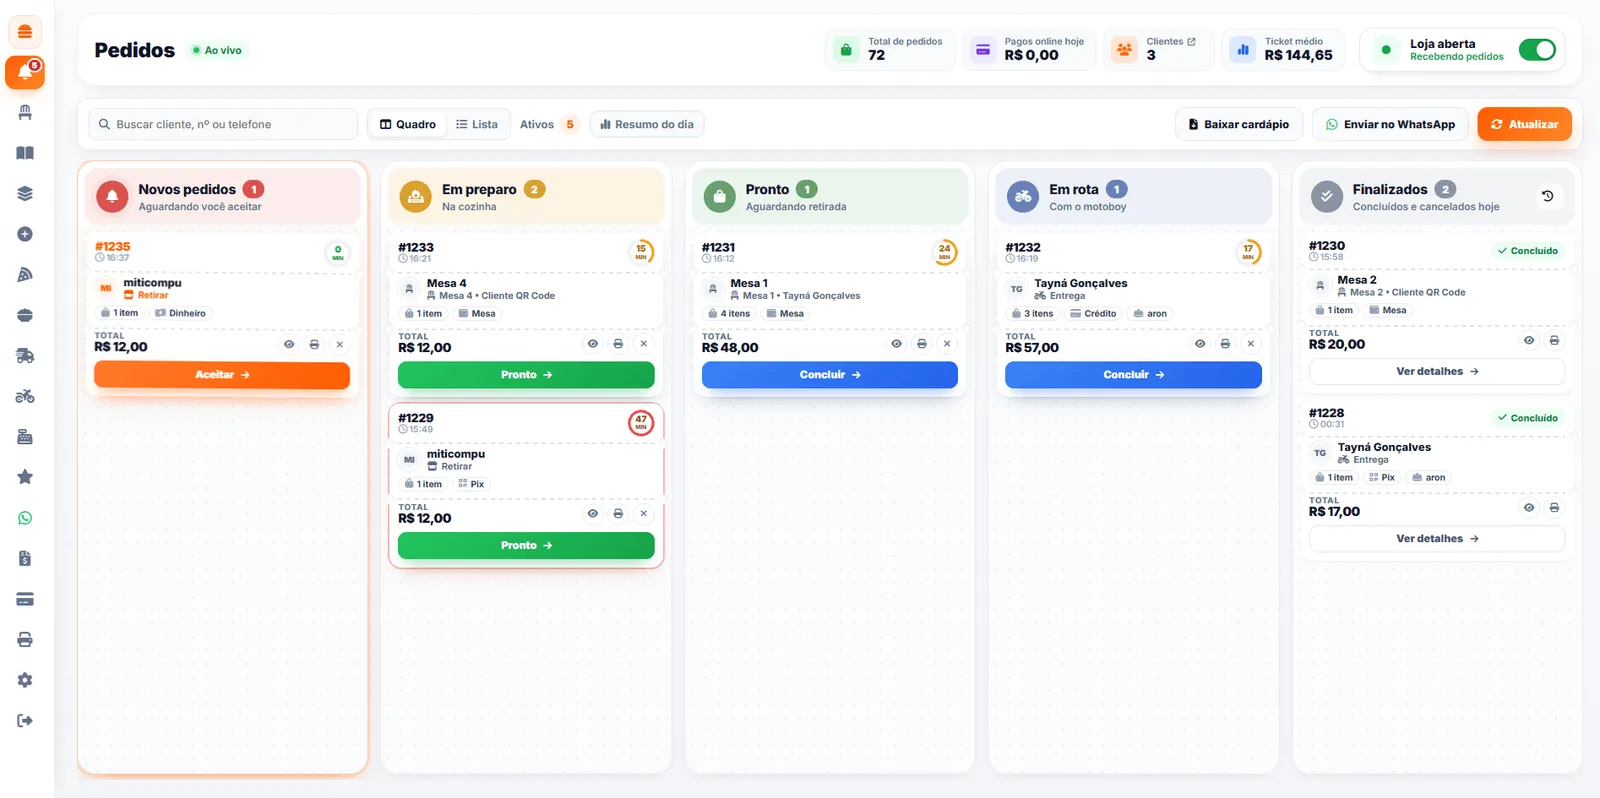 5
Pedidos
Ao vivo
Total de pedidos
72
Pagos online hoje
R$ 0,00
Clientes
3
Ticket médio
R$ 144,65
Loja aberta
Recebendo pedidos
Buscar cliente, nº ou telefone
Quadro
Lista
Ativos 5
Resumo do dia
Baixar cardápio
Enviar no WhatsApp
Atualizar
Novos pedidos 1
Aguardando você aceitar
#1235
16:37
0 MIN
MI
miticompu
Retirar
1 item
Dinheiro
TOTAL
R$ 12,00
Aceitar →
Em preparo 2
Na cozinha
#1233
16:21
15 MIN
Mesa 4
Mesa 4 • Cliente QR Code
1 item
Mesa
TOTAL
R$ 12,00
Pronto →
#1229
15:49
47 MIN
MI
miticompu
Retirar
1 item
Pix
TOTAL
R$ 12,00
Pronto →
Pronto 1
Aguardando retirada
#1231
16:12
24 MIN
Mesa 1
Mesa 1 • Tayná Gonçalves
4 itens
Mesa
TOTAL
R$ 48,00
Concluir →
Em rota 1
Com o motoboy
#1232
16:19
17 MIN
TG
Tayná Gonçalves
Entrega
3 itens
Crédito
aron
TOTAL
R$ 57,00
Concluir →
Finalizados 2
Concluídos e cancelados hoje
#1230
15:58
Concluído
Mesa 2
Mesa 2 • Cliente QR Code
1 item
Mesa
TOTAL
R$ 20,00
Ver detalhes →
#1228
00:31
Concluído
TG
Tayná Gonçalves
Entrega
1 item
Pix
aron
TOTAL
R$ 17,00
Ver detalhes →